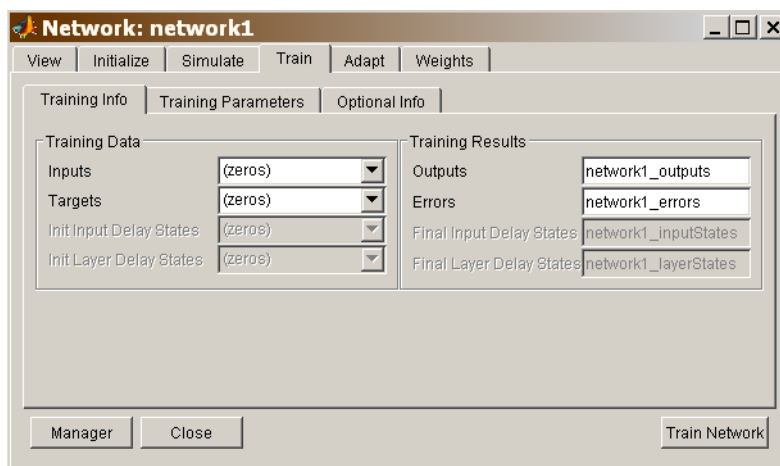 Network: network1
View Initialize Simulate Train Adapt Weights
Training Info Training Parameters Optional Info
Training Data
Inputs (zeros)
Targets (zeros)
Init Input Delay States (zeros)
Init Layer Delay States (zeros)
Training Results
Outputs network1_outputs
Errors network1_errors
Final Input Delay States network1_inputStates
Final Layer Delay States network1_layerStates
Manager Close Train Network